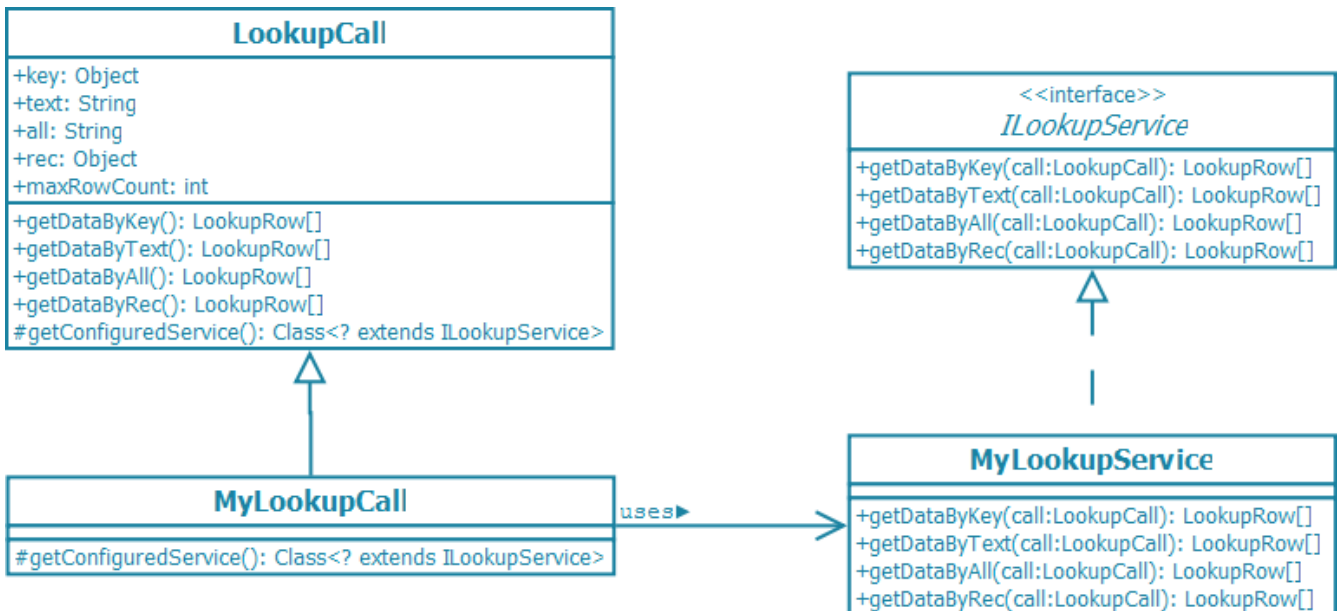 LookupCall
+key: Object
+text: String
+all: String
+rec: Object
+maxRowCount: int
+getDataByKey(): LookupRow[]
+getDataByText(): LookupRow[]
+getDataByAll(): LookupRow[]
+getDataByRec(): LookupRow[]
#getConfiguredService(): Class<? extends ILookupService>
<<interface>>
ILookupService
+getDataByKey(call:LookupCall): LookupRow[]
+getDataByText(call:LookupCall): LookupRow[]
+getDataByAll(call:LookupCall): LookupRow[]
+getDataByRec(call:LookupCall): LookupRow[]
MyLookupCall
#getConfiguredService(): Class<? extends ILookupService>
uses►
MyLookupService
+getDataByKey(call:LookupCall): LookupRow[]
+getDataByText(call:LookupCall): LookupRow[]
+getDataByAll(call:LookupCall): LookupRow[]
+getDataByRec(call:LookupCall): LookupRow[]